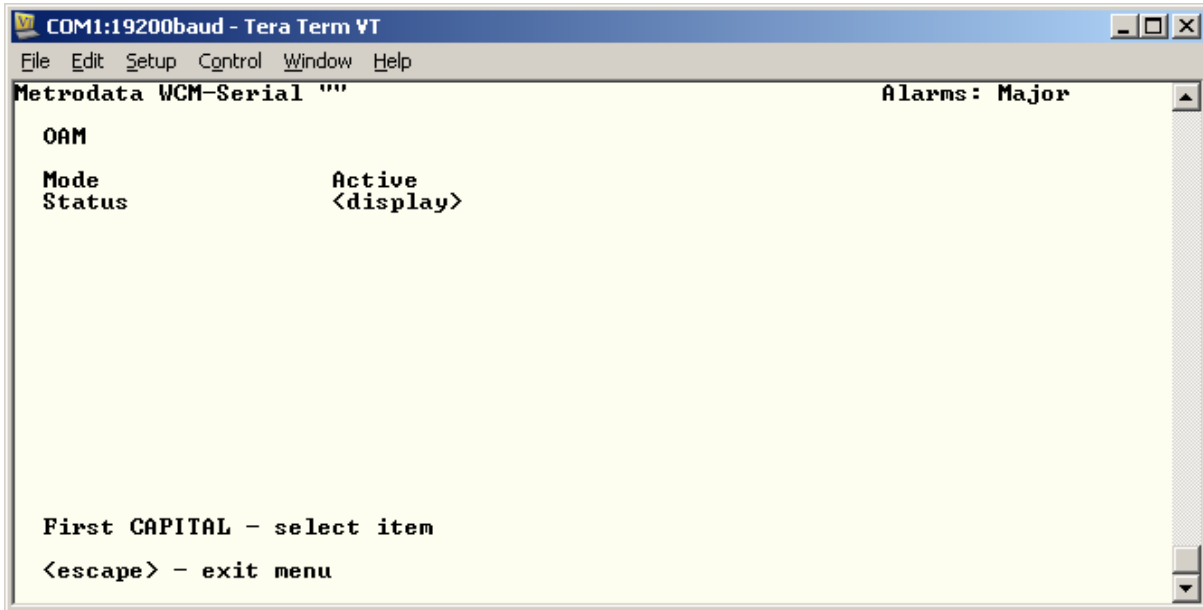 COM1:19200baud - Tera Term VT
File Edit Setup Control Window Help
Metrodata WCM-Serial "" Alarms: Major
OAM
Mode Active
Status <display>
First CAPITAL - select item
<escape> - exit menu